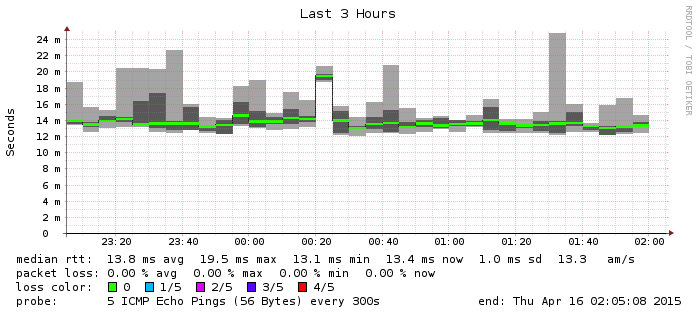 Last 3 Hours
RRDTOOL / TOBI OETIKER
Seconds
24 m
22 m
20 m
18 m
16 m
14 m
12 m
10 m
8 m
6 m
4 m
2 m
0
23:20 23:40 00:00 00:20 00:40 01:00 01:20 01:40 02:00
median rtt: 13.8 ms avg 19.5 ms max 13.1 ms min 13.4 ms now 1.0 ms sd 13.3 am/s
packet loss: 0.00 % avg 0.00 % max 0.00 % min 0.00 % now
loss color: 0 1/5 2/5 3/5 4/5
probe: 5 ICMP Echo Pings (56 Bytes) every 300s end: Thu Apr 16 02:05:08 2015